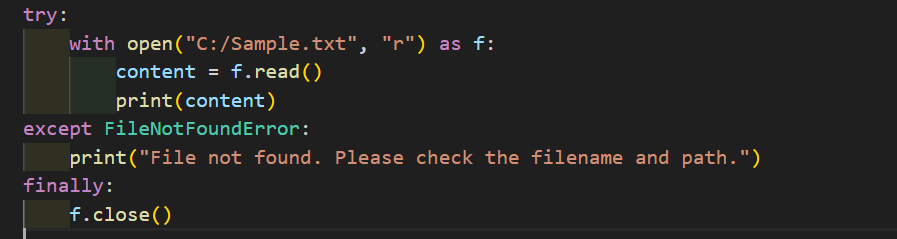 try:
    with open("C:/Sample.txt", "r") as f:
        content = f.read()
        print(content)
except FileNotFoundError:
    print("File not found. Please check the filename and path.")
finally:
    f.close()